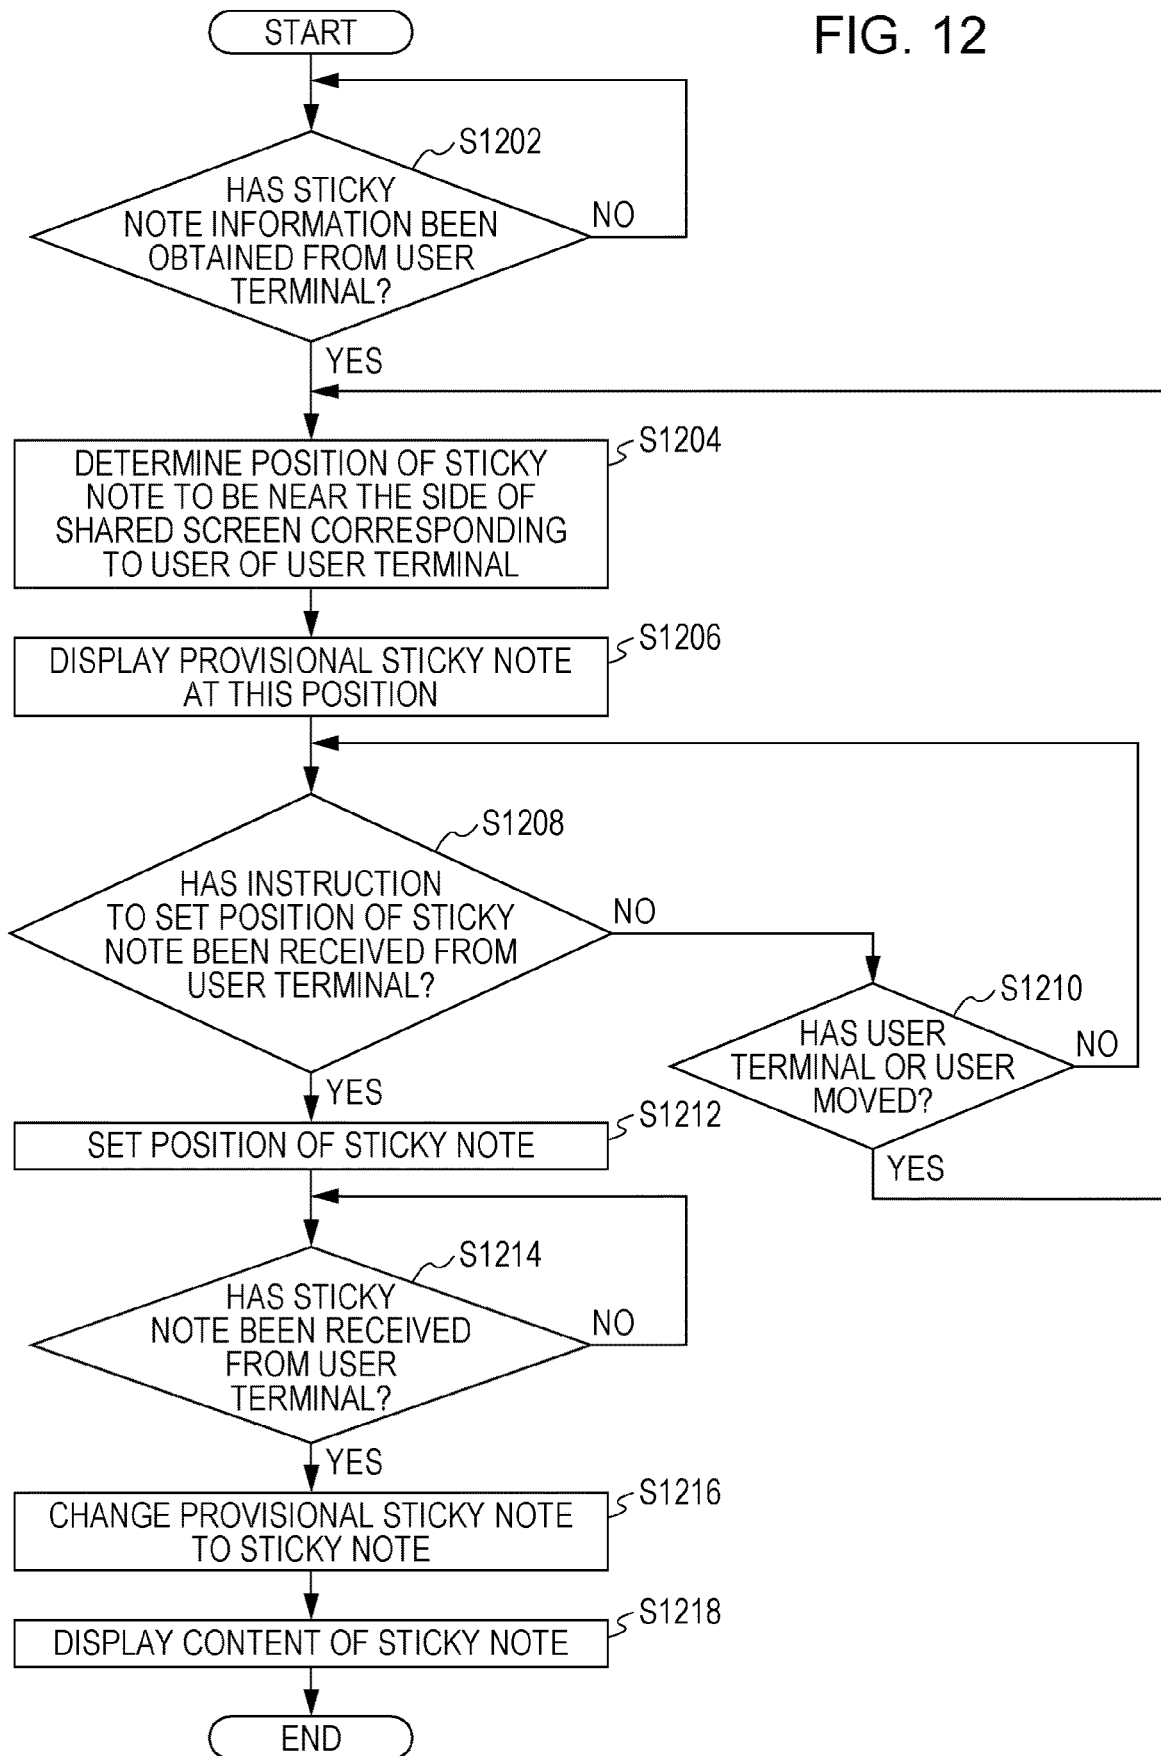 FIG. 12
START
S1202
HAS STICKY
NOTE INFORMATION BEEN
OBTAINED FROM USER
TERMINAL?
NO
YES
S1204
DETERMINE POSITION OF STICKY
NOTE TO BE NEAR THE SIDE OF
SHARED SCREEN CORRESPONDING
TO USER OF USER TERMINAL
S1206
DISPLAY PROVISIONAL STICKY NOTE
AT THIS POSITION
S1208
HAS INSTRUCTION
TO SET POSITION OF STICKY
NOTE BEEN RECEIVED FROM
USER TERMINAL?
NO
YES
S1210
HAS USER
TERMINAL OR USER
MOVED?
NO
YES
S1212
SET POSITION OF STICKY NOTE
S1214
HAS STICKY
NOTE BEEN RECEIVED
FROM USER
TERMINAL?
NO
YES
S1216
CHANGE PROVISIONAL STICKY NOTE
TO STICKY NOTE
S1218
DISPLAY CONTENT OF STICKY NOTE
END